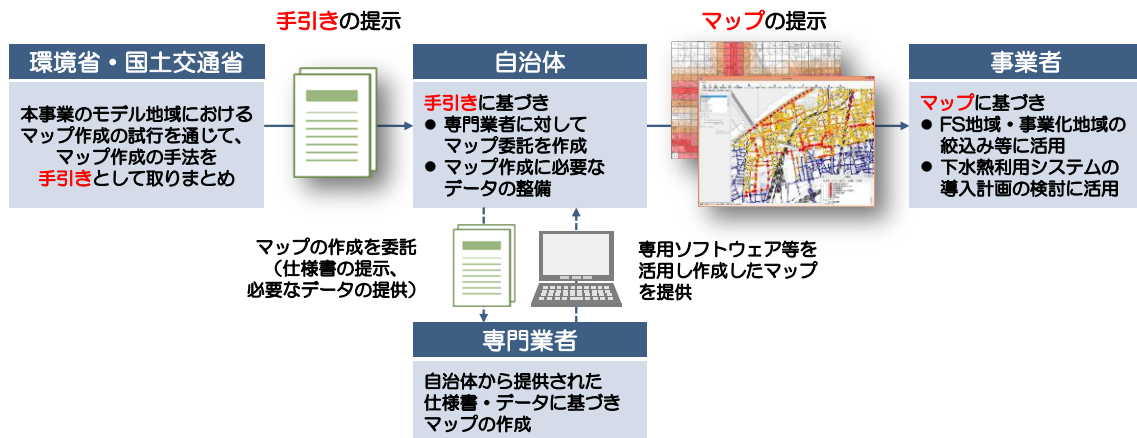 手引きの提示
マップの提示
環境省・国土交通省
本事業のモデル地域における
マップ作成の試行を通じて、
マップ作成の手法を
手引きとして取りまとめ
自治体
手引きに基づき
● 専門業者に対して
マップ委託を作成
● マップ作成に必要な
データの整備
事業者
マップに基づき
● FS地域・事業化地域の
絞込み等に活用
● 下水熱利用システムの
導入計画の検討に活用
マップの作成を委託
（仕様書の提示、
必要なデータの提供）
専用ソフトウェア等を
活用し作成したマップ
を提供
専門業者
自治体から提供された
仕様書・データに基づき
マップの作成